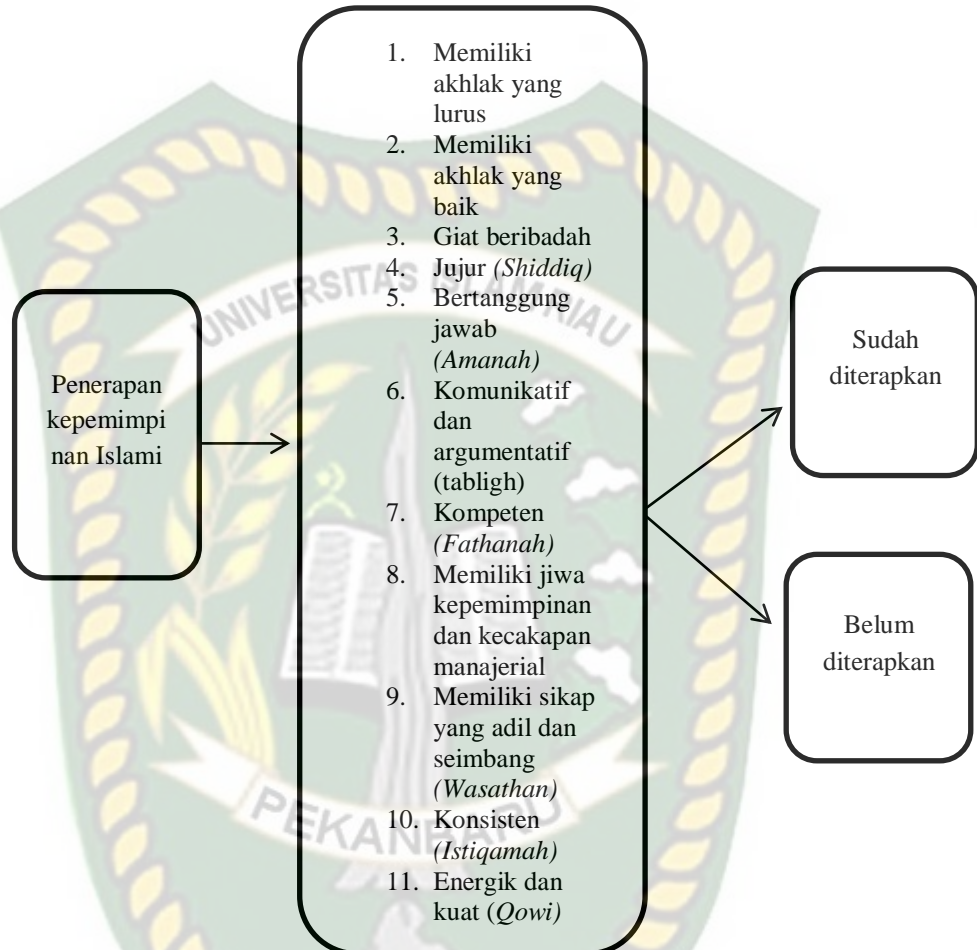 Penerapan
kepemimpi
nan Islami
1. Memiliki
akhlak yang
lurus
2. Memiliki
akhlak yang
baik
3. Giat beribadah
4. Jujur (Shiddiq)
5. Bertanggung
jawab
(Amanah)
6. Komunikatif
dan
argumentatif
(tabligh)
7. Kompeten
(Fathanah)
8. Memiliki jiwa
kepemimpinan
dan kecakapan
manajerial
9. Memiliki sikap
yang adil dan
seimbang
(Wasathan)
10. Konsisten
(Istiqamah)
11. Energik dan
kuat (Qowi)
Sudah
diterapkan
Belum
diterapkan
UNIVERSITAS ISLAM RIAU
PEKANBARU